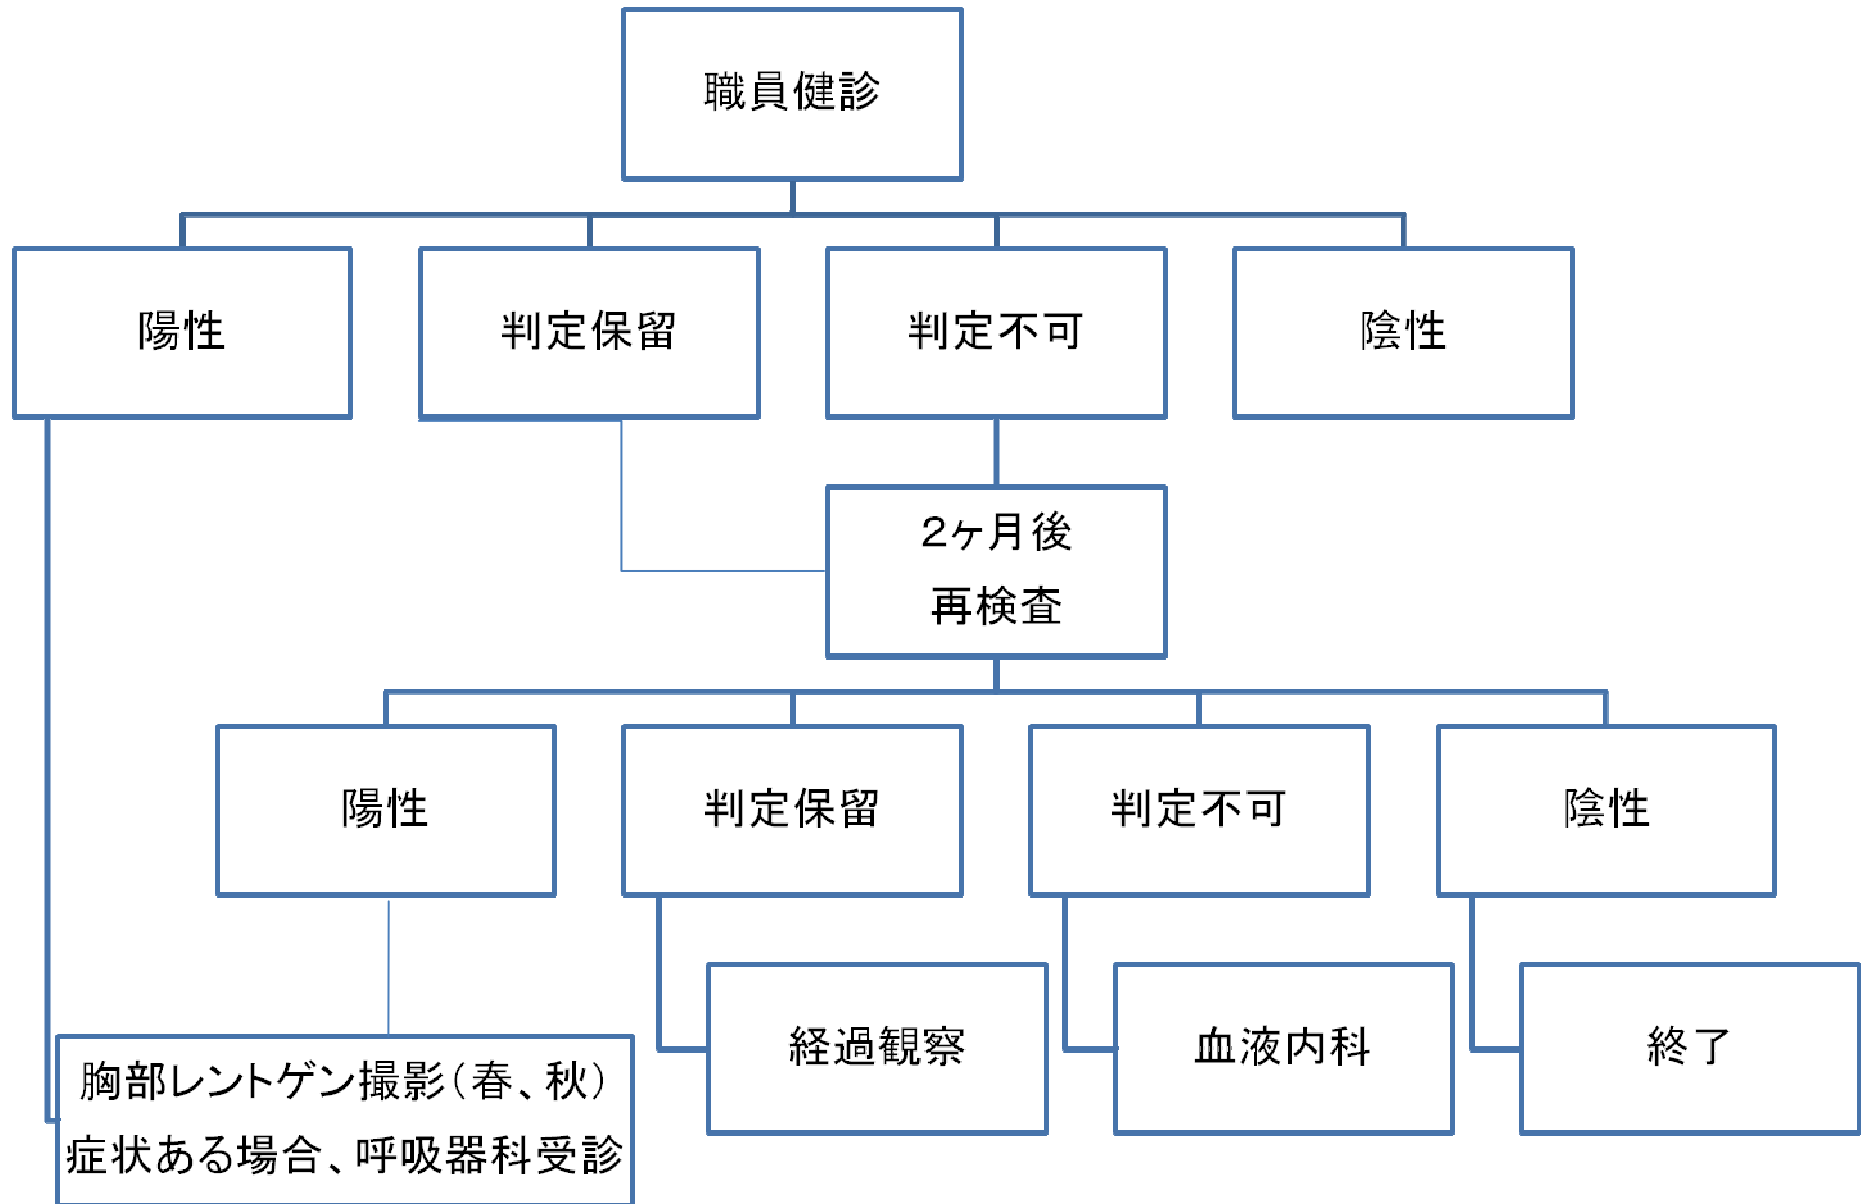 職員健診
陽性
判定保留
判定不可
陰性
2ヶ月後
再検査
陽性
判定保留
判定不可
陰性
経過観察
血液内科
終了
胸部レントゲン撮影(春、秋)
症状ある場合、呼吸器科受診